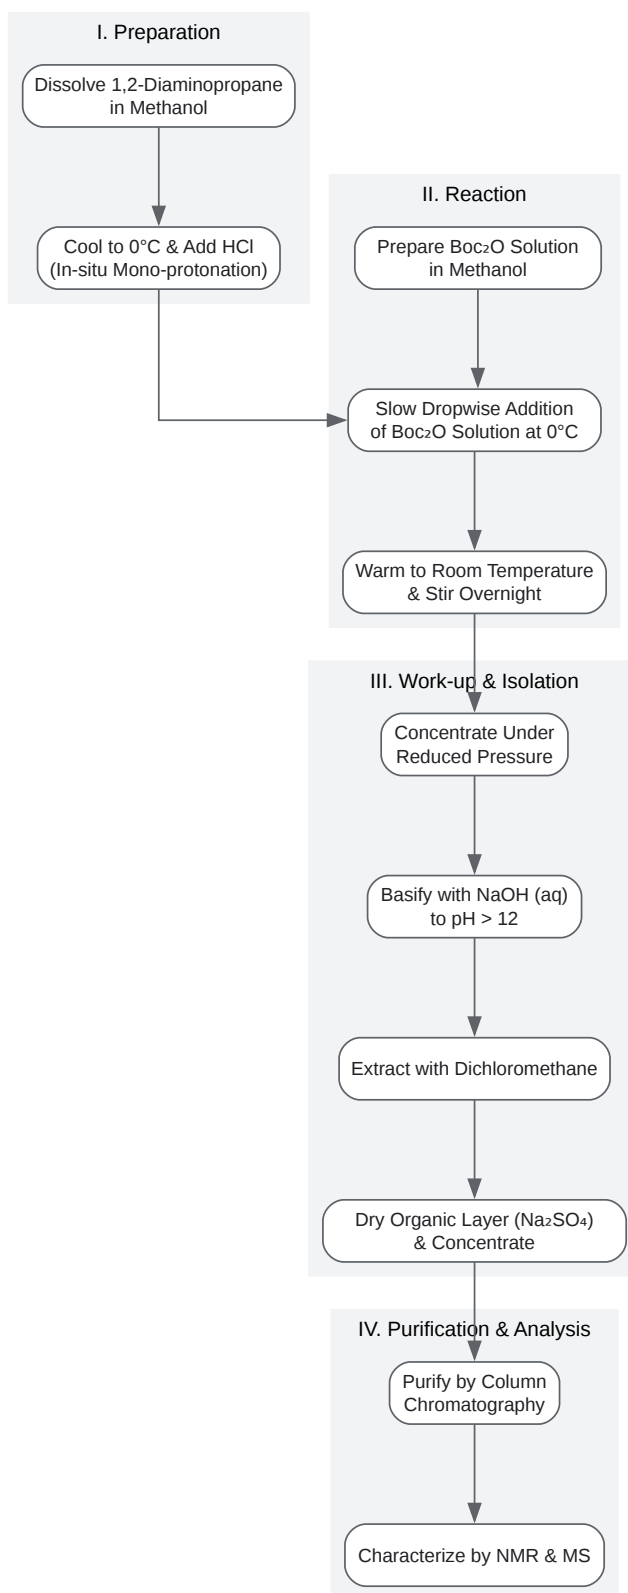 I. Preparation
Dissolve 1,2-Diaminopropane
in Methanol
Cool to 0°C & Add HCl
(In-situ Mono-protonation)
II. Reaction
Prepare Boc₂O Solution
in Methanol
Slow Dropwise Addition
of Boc₂O Solution at 0°C
Warm to Room Temperature
& Stir Overnight
III. Work-up & Isolation
Concentrate Under
Reduced Pressure
Basify with NaOH (aq)
to pH > 12
Extract with Dichloromethane
Dry Organic Layer (Na₂SO₄)
& Concentrate
IV. Purification & Analysis
Purify by Column
Chromatography
Characterize by NMR & MS